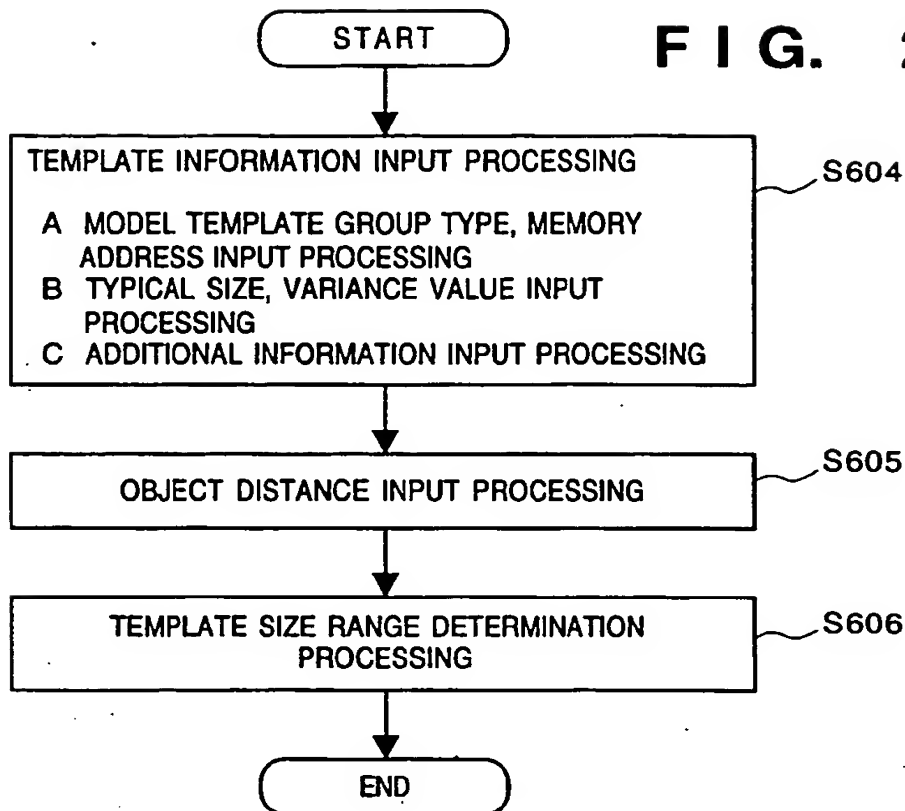 START
FIG.
TEMPLATE INFORMATION INPUT PROCESSING
A MODEL TEMPLATE GROUP TYPE, MEMORY
ADDRESS INPUT PROCESSING
B TYPICAL SIZE, VARIANCE VALUE INPUT
PROCESSING
C ADDITIONAL INFORMATION INPUT PROCESSING
S604
OBJECT DISTANCE INPUT PROCESSING
S605
TEMPLATE SIZE RANGE DETERMINATION
PROCESSING
S606
END